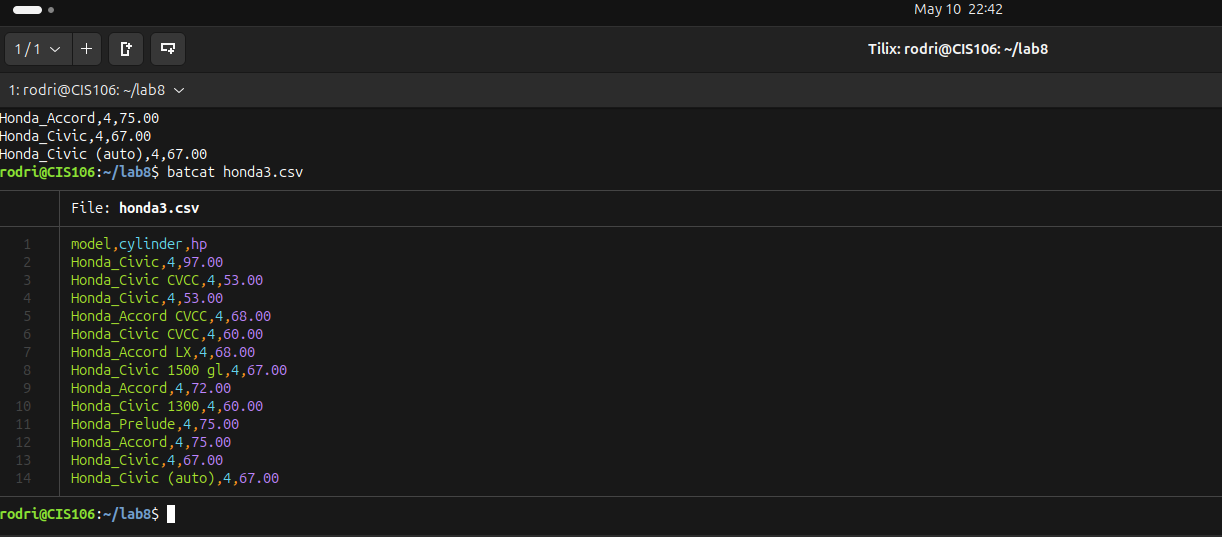 May 10 22:42
1 / 1
Tilix: rodri@CIS106: ~/lab8
1: rodri@CIS106: ~/lab8
Honda_Accord,4,75.00
Honda_Civic,4,67.00
Honda_Civic (auto),4,67.00
rodri@CIS106:~/lab8$ batcat honda3.csv
File: honda3.csv
1 model,cylinder,hp
2 Honda_Civic,4,97.00
3 Honda_Civic CVCC,4,53.00
4 Honda_Civic,4,53.00
5 Honda_Accord CVCC,4,68.00
6 Honda_Civic CVCC,4,60.00
7 Honda_Accord LX,4,68.00
8 Honda_Civic 1500 gl,4,67.00
9 Honda_Accord,4,72.00
10 Honda_Civic 1300,4,60.00
11 Honda_Prelude,4,75.00
12 Honda_Accord,4,75.00
13 Honda_Civic,4,67.00
14 Honda_Civic (auto),4,67.00
rodri@CIS106:~/lab8$